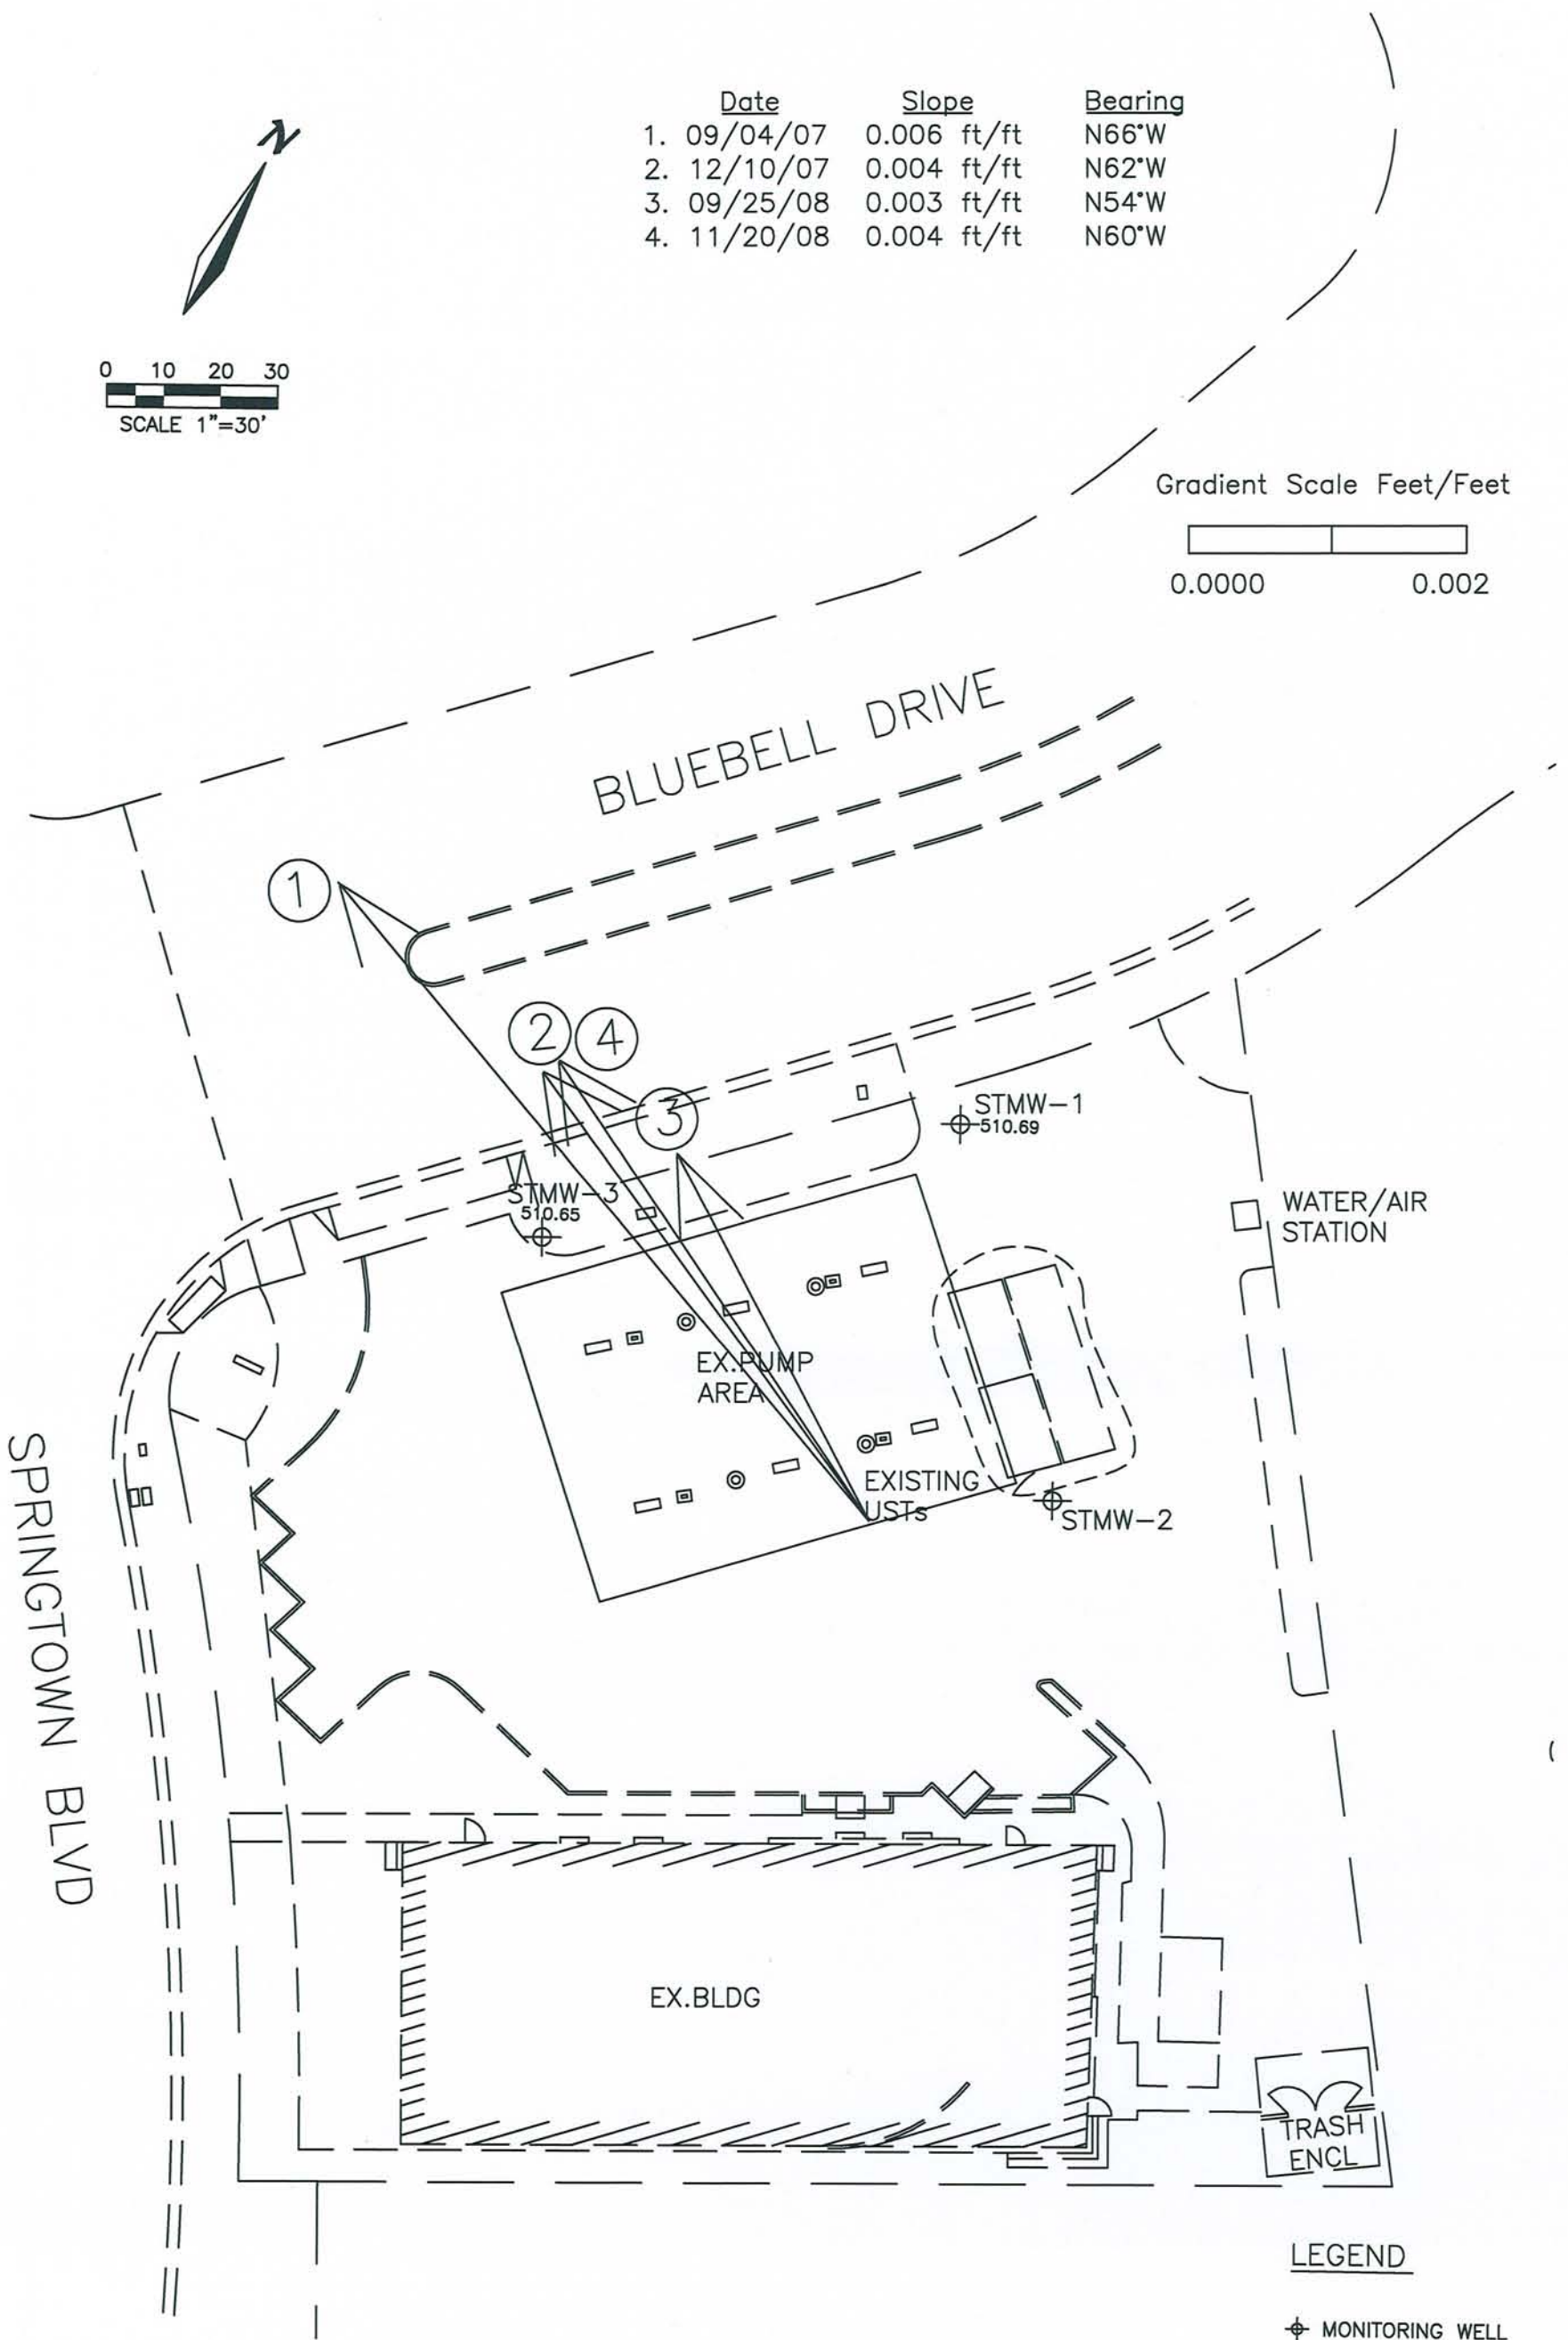 N
Date Slope Bearing
1. 09/04/07 0.006 ft/ft N66°W
2. 12/10/07 0.004 ft/ft N62°W
3. 09/25/08 0.003 ft/ft N54°W
4. 11/20/08 0.004 ft/ft N60°W
0 10 20 30
SCALE 1"=30'
Gradient Scale Feet/Feet
0.0000 0.002
BLUEBELL DRIVE
1
2
4
3
STMW-1
510.69
STMW-3
510.65
WATER/AIR
STATION
EX.PUMP
AREA
EXISTING
USTs
STMW-2
SPRINGTOWN BLVD
EX.BLDG
TRASH
ENCL
LEGEND
MONITORING WELL